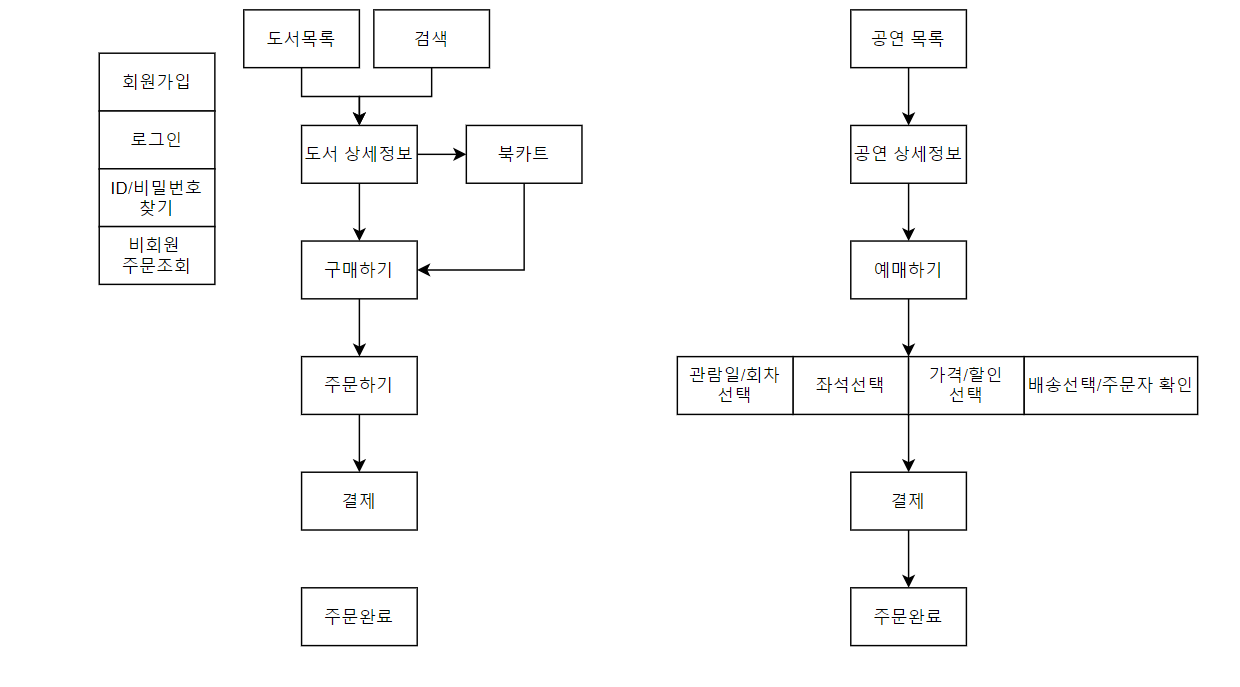 회원가입
로그인
ID/비밀번호
찾기
비회원
주문조회
도서목록
검색
도서 상세정보
북카트
구매하기
주문하기
결제
주문완료
공연 목록
공연 상세정보
예매하기
관람일/회차
선택
좌석선택
가격/할인
선택
배송선택/주문자 확인
결제
주문완료